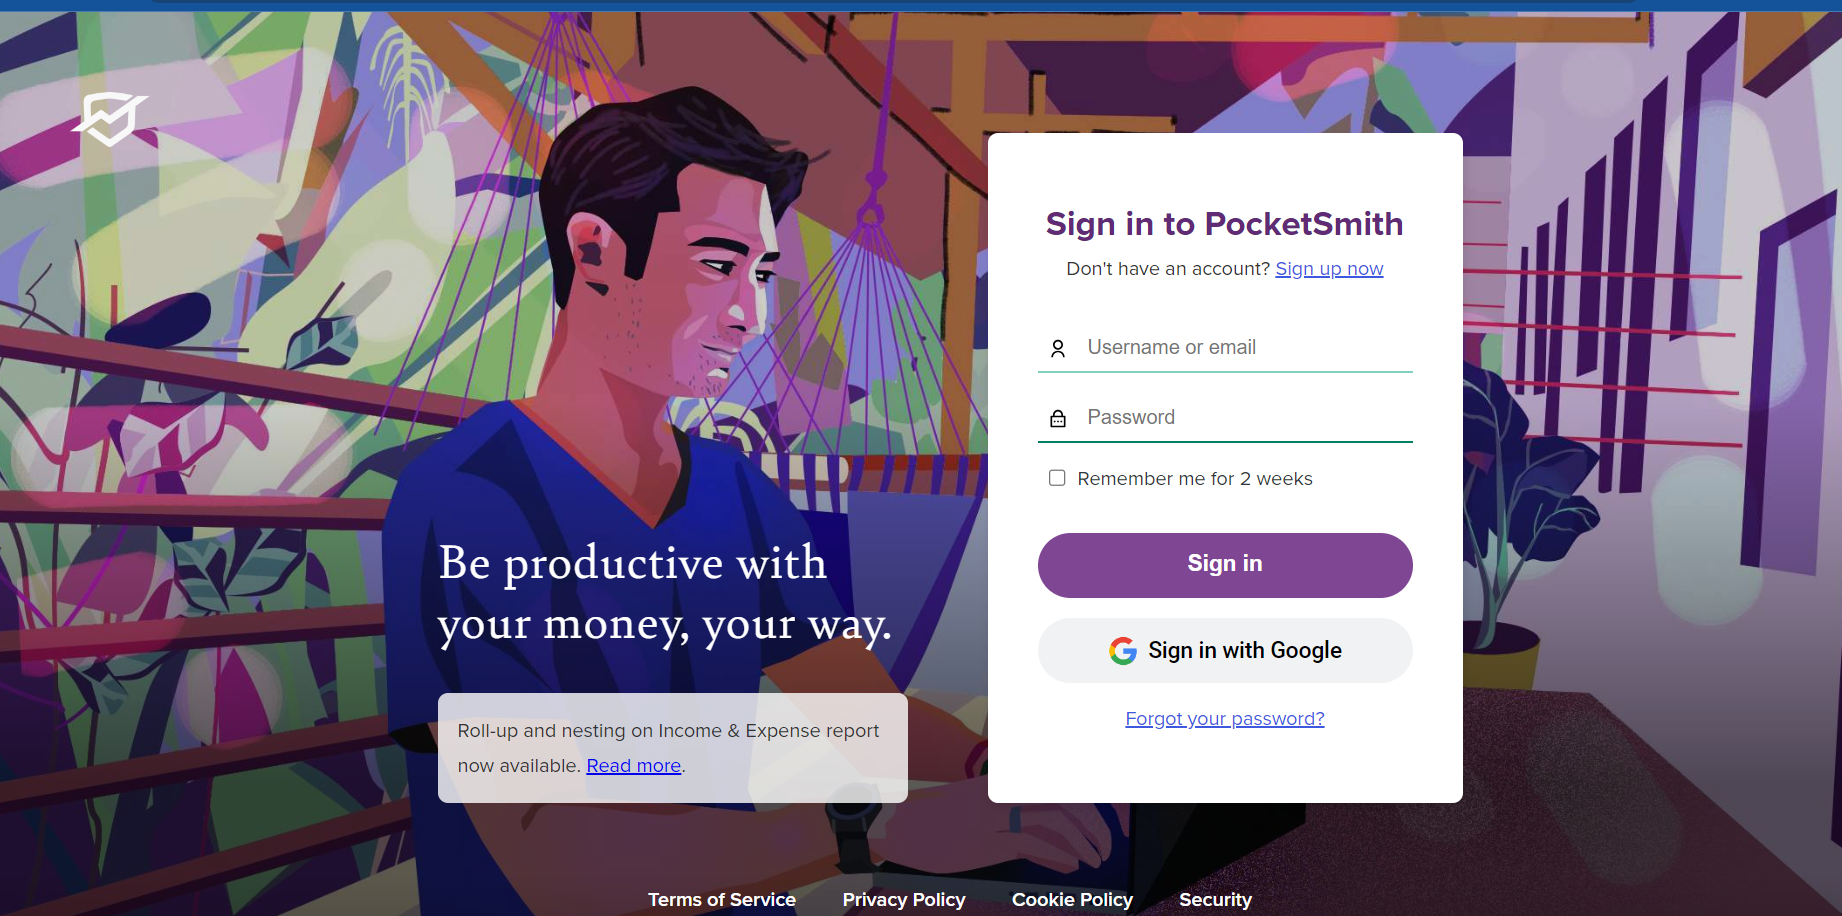 Be productive with
your money, your way.
Roll-up and nesting on Income & Expense report
now available. Read more.
Sign in to PocketSmith
Don't have an account? Sign up now
Username or email
Password
Remember me for 2 weeks
Sign in
Sign in with Google
Forgot your password?
Terms of Service Privacy Policy Cookie Policy Security